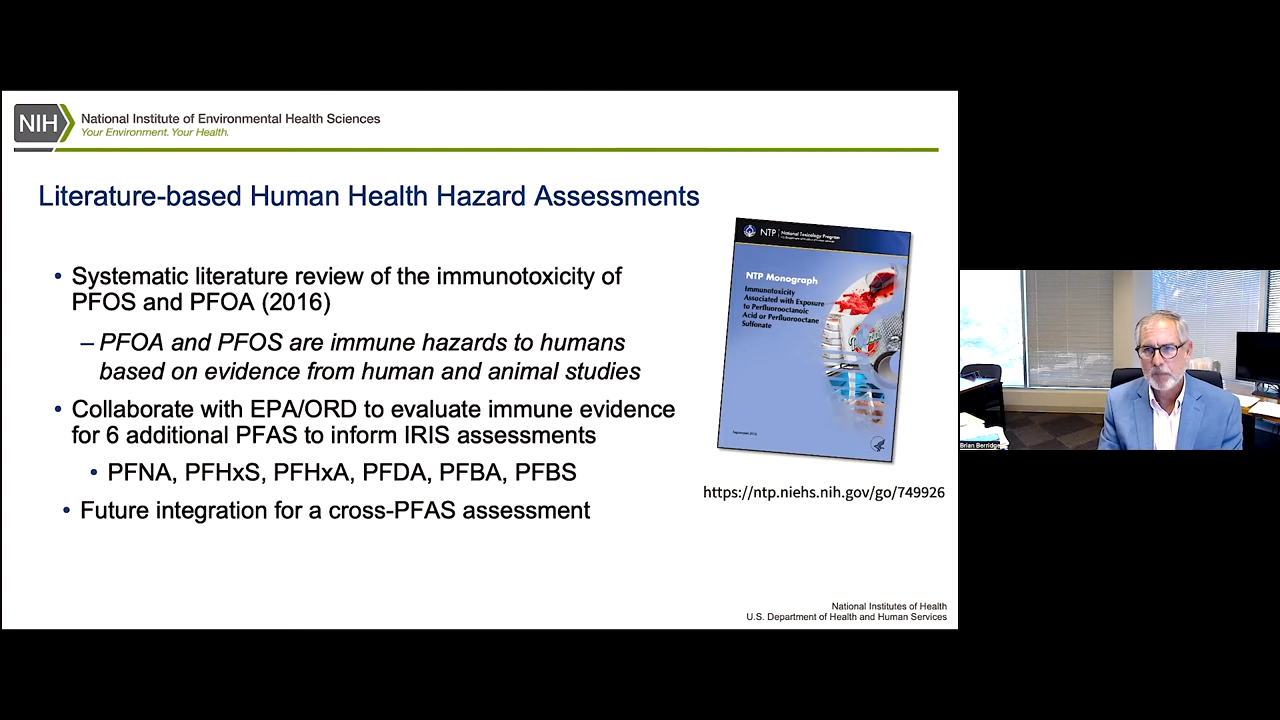 NIH
National Institute of Environmental Health Sciences
Your Environment. Your Health.
Literature-based Human Health Hazard Assessments
• Systematic literature review of the immunotoxicity of
PFOS and PFOA (2016)
– PFOA and PFOS are immune hazards to humans
based on evidence from human and animal studies
• Collaborate with EPA/ORD to evaluate immune evidence
for 6 additional PFAS to inform IRIS assessments
• PFNA, PFHxS, PFHxA, PFDA, PFBA, PFBS
• Future integration for a cross-PFAS assessment
NTP National Toxicology Program
NTP Monograph
Immunotoxicity
Associated with Exposure
to Perfluorooctanoic
Acid or Perfluorooctane
Sulfonate
https://ntp.niehs.nih.gov/go/749926
National Institutes of Health
U.S. Department of Health and Human Services
Brian Berridge